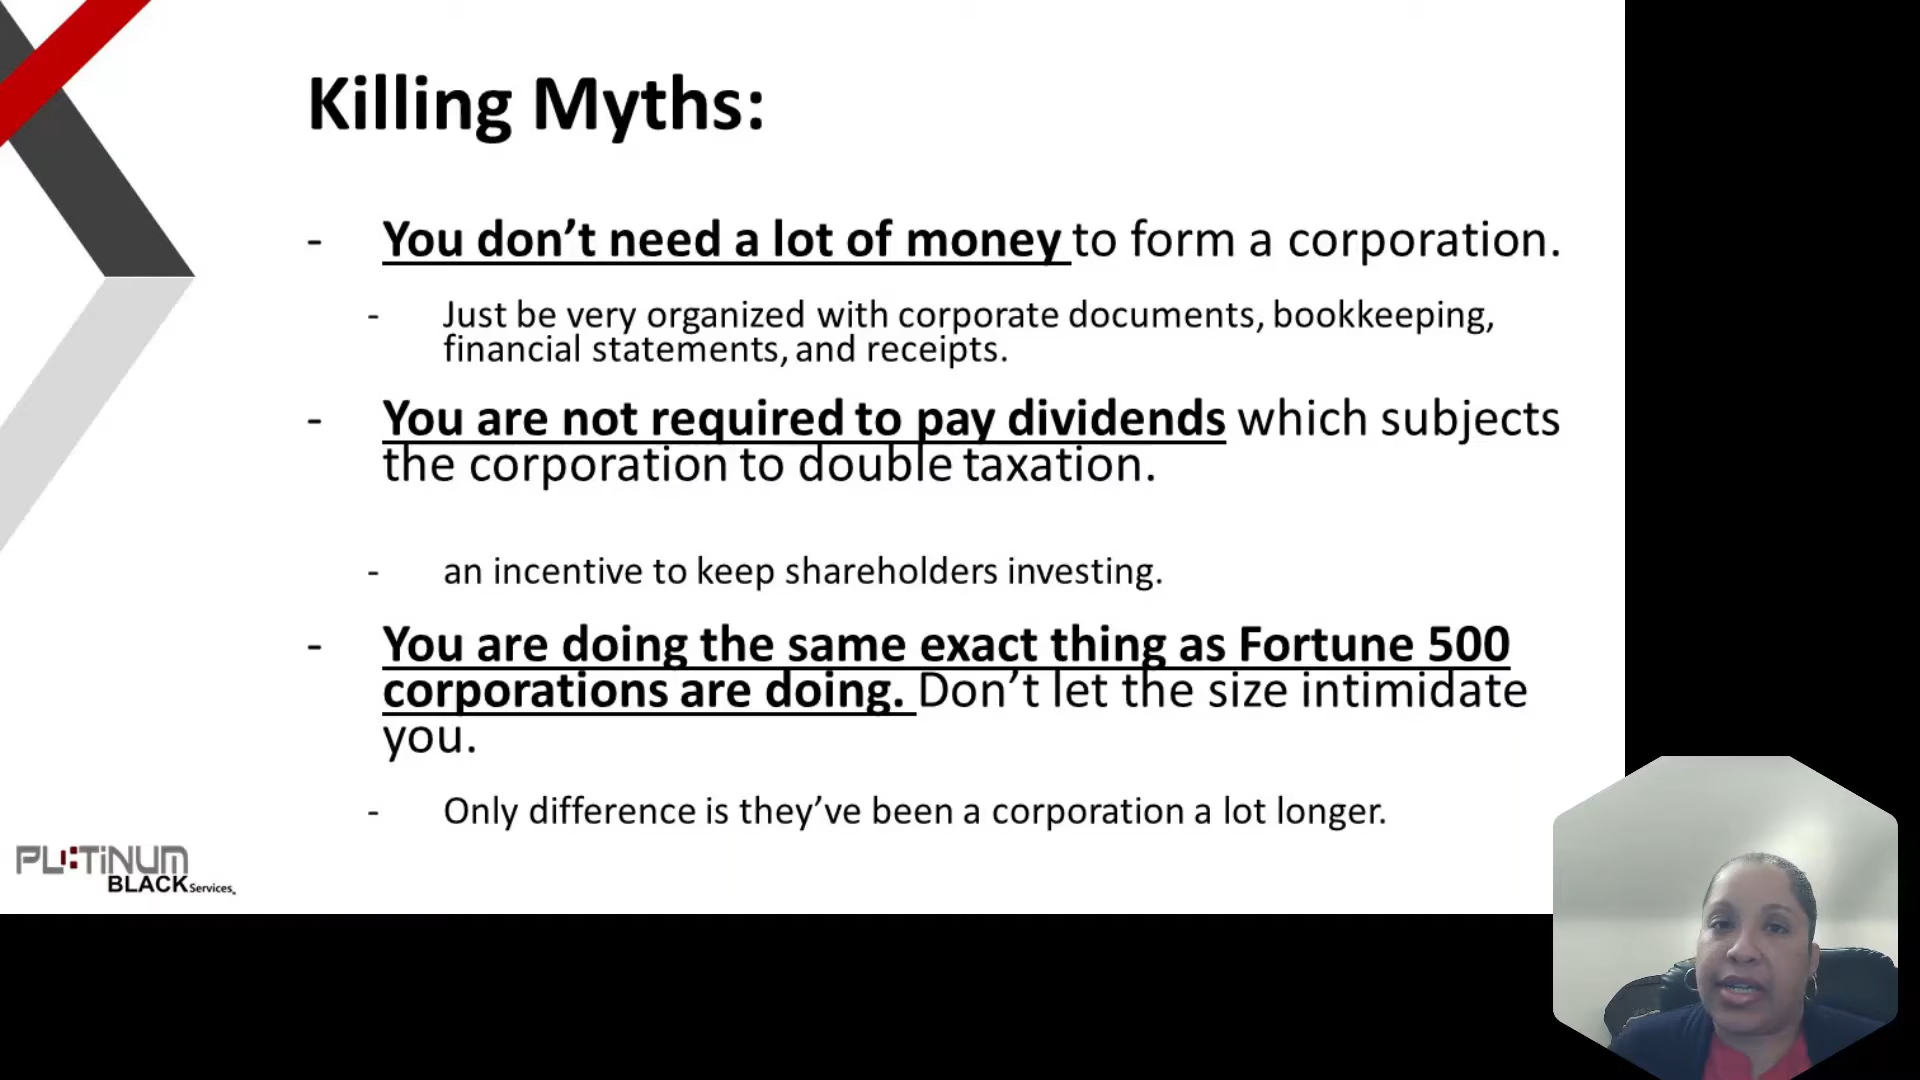 Killing Myths:
- You don’t need a lot of money to form a corporation.
- Just be very organized with corporate documents, bookkeeping,
financial statements, and receipts.
- You are not required to pay dividends which subjects
the corporation to double taxation.
- an incentive to keep shareholders investing.
- You are doing the same exact thing as Fortune 500
corporations are doing. Don’t let the size intimidate
you.
- Only difference is they’ve been a corporation a lot longer.
PLATINUM
BLACK Services